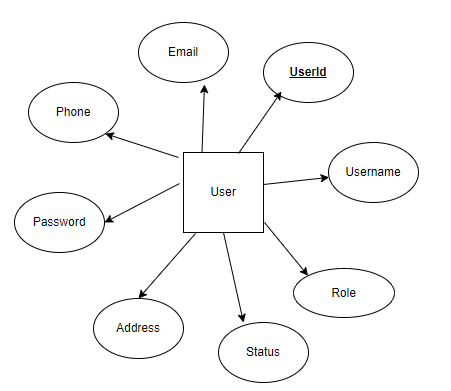 Email
UserId
Phone
Username
User
Password
Role
Address
Status